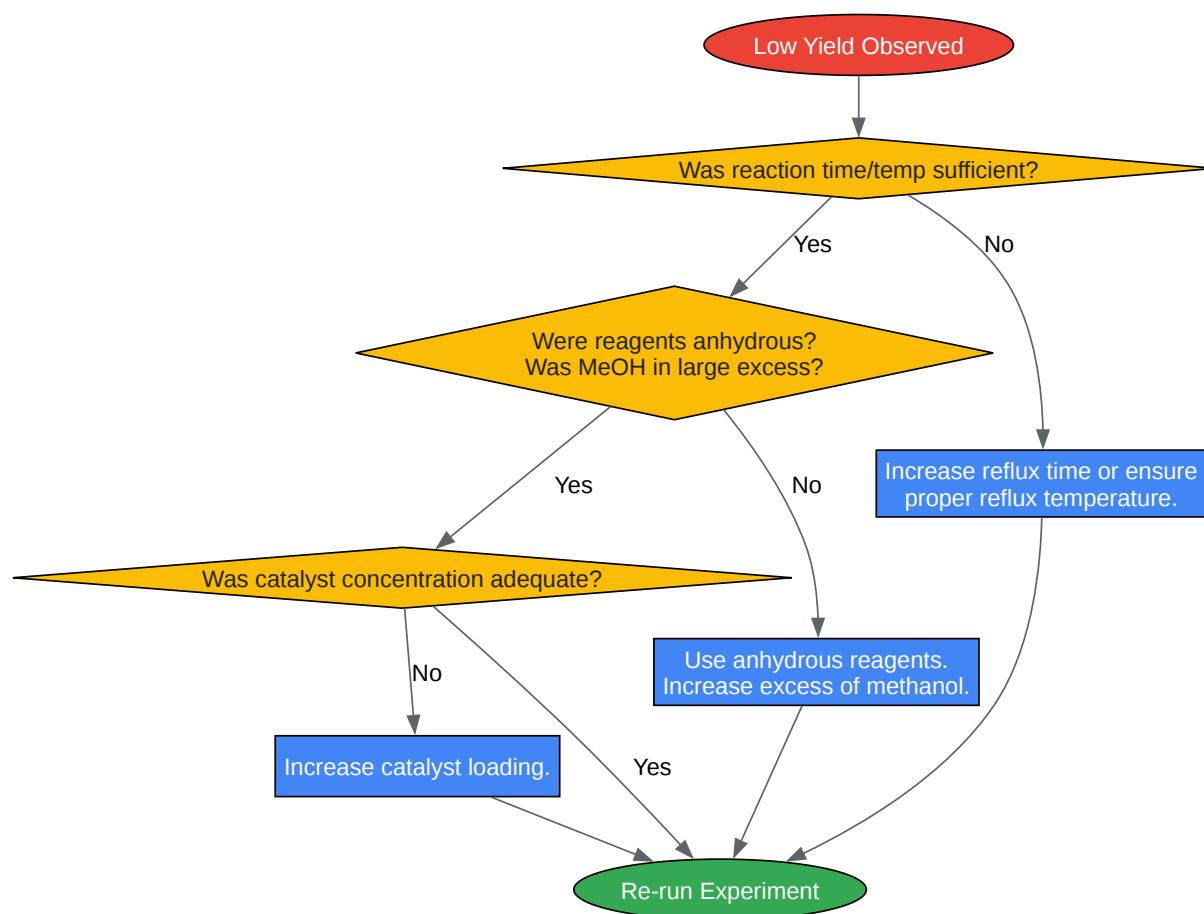 Low Yield Observed
Was reaction time/temp sufficient?
Yes
No
Were reagents anhydrous?
Was MeOH in large excess?
Increase reflux time or ensure
proper reflux temperature.
Yes
No
Was catalyst concentration adequate?
Use anhydrous reagents.
Increase excess of methanol.
No
Increase catalyst loading.
Yes
Re-run Experiment